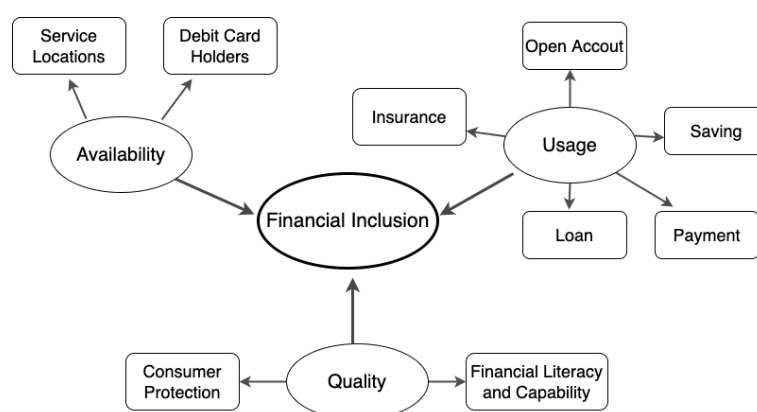 Service
Locations
Debit Card
Holders
Open Accout
Insurance
Saving
Availability
Usage
Financial Inclusion
Loan
Payment
Consumer
Protection
Quality
Financial Literacy
and Capability